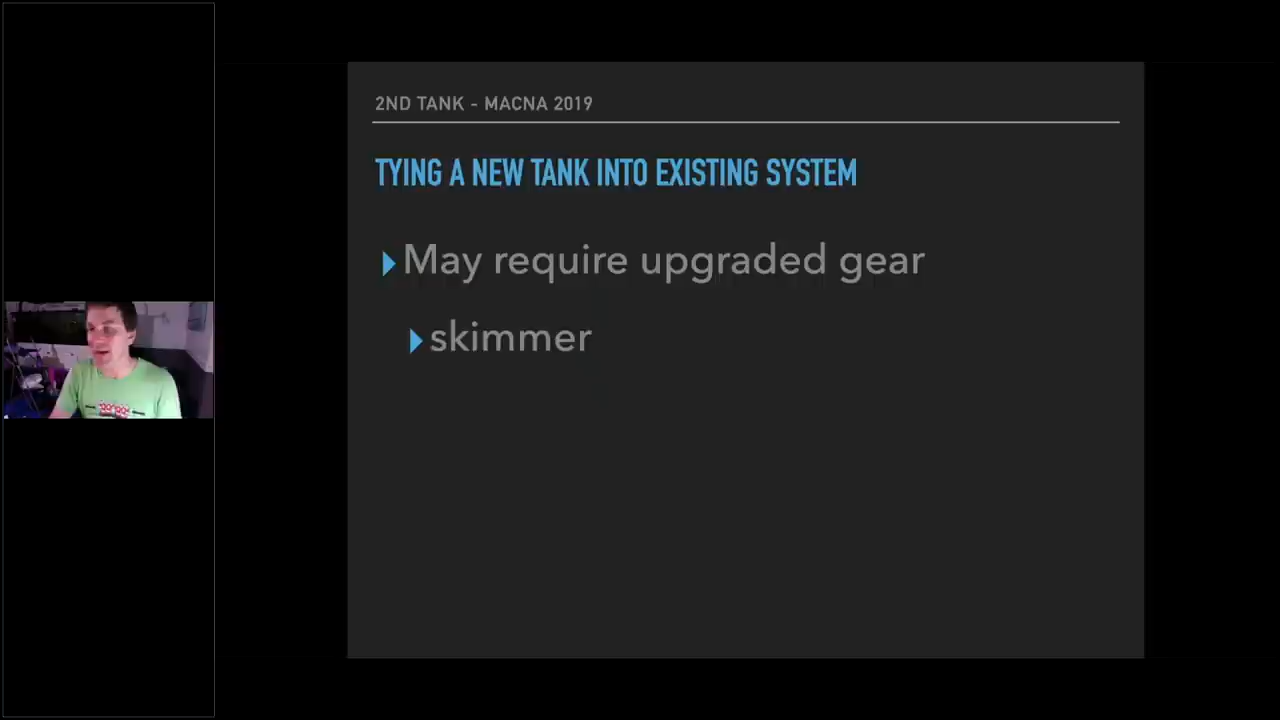 2ND TANK - MACNA 2019
TYING A NEW TANK INTO EXISTING SYSTEM
May require upgraded gear
skimmer